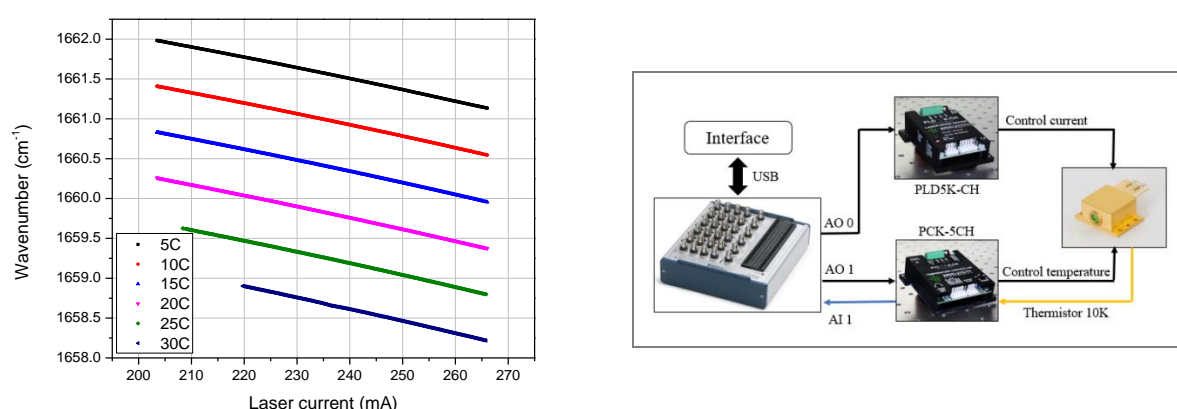 1662.0
1661.5
1661.0
1660.5
1660.0
1659.5
1659.0
1658.5
1658.0
Wavenumber (cm⁻¹)
5C
10C
15C
20C
25C
30C
200 210 220 230 240 250 260 270
Laser current (mA)
Interface
USB
AO 0
AO 1
AI 1
PLD5K-CH
PCK-5CH
Control current
Control temperature
Thermistor 10K